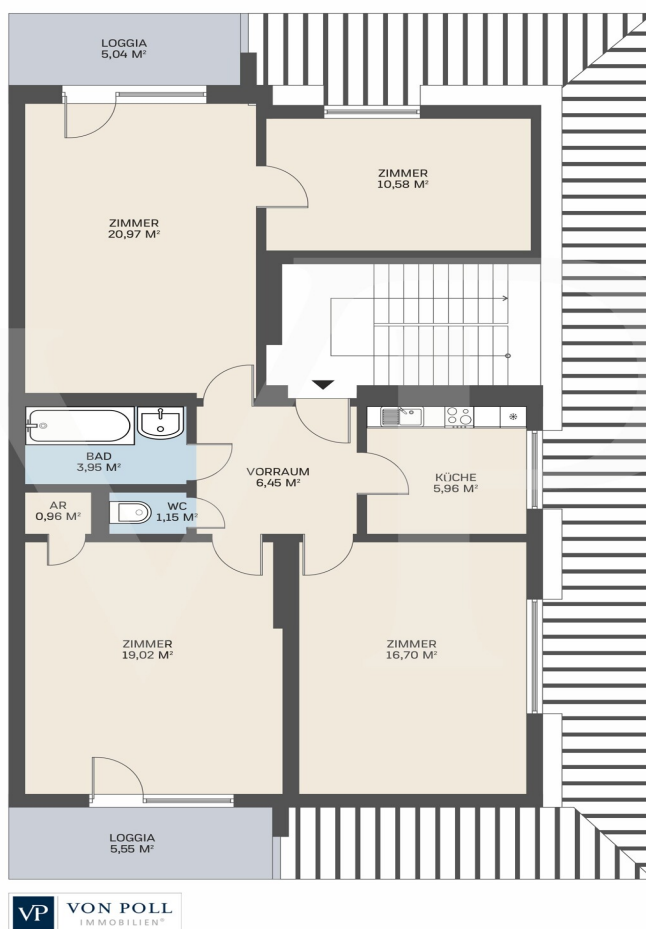 LOGGIA
5,04 M²
ZIMMER
10,58 M²
ZIMMER
20,97 M²
BAD
3,95 M²
VORRAUM
6,45 M²
KÜCHE
5,96 M²
AR
0,96 M²
WC
1,15 M²
ZIMMER
19,02 M²
ZIMMER
16,70 M²
LOGGIA
5,55 M²
VP
VON POLL
IMMOBILIEN®